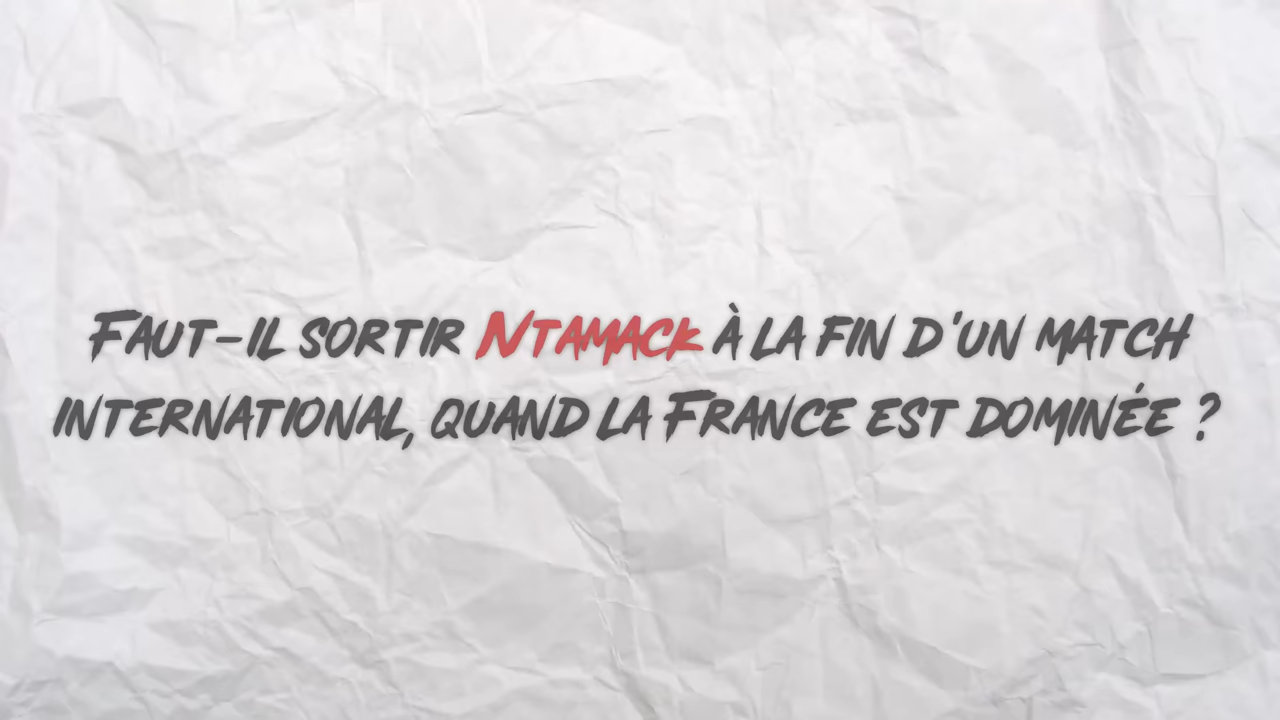 Faut-il sortir Ntamack à la fin d'un match
international, quand la France est dominée ?